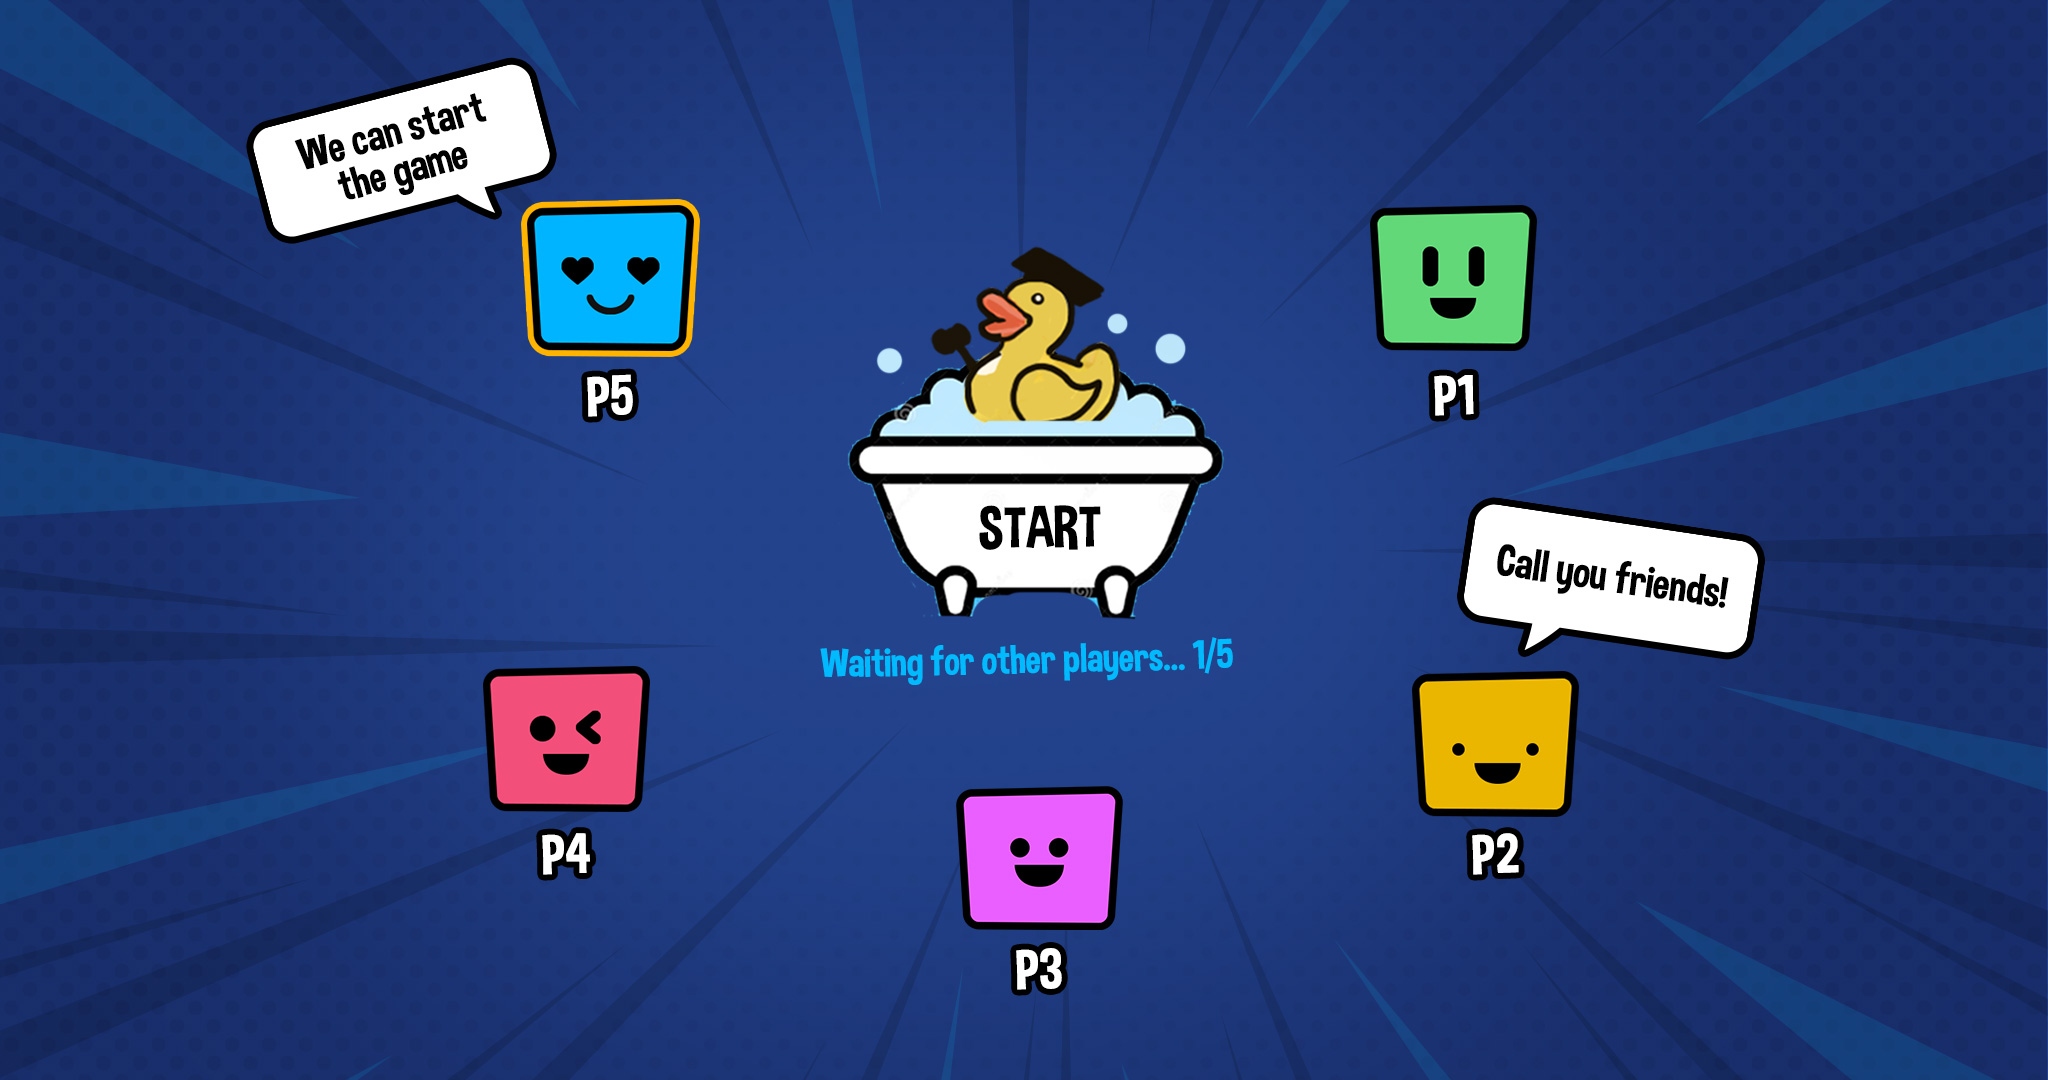 We can start
the game
P5
P1
START
Call you friends!
Waiting for other players... 1/5
P4
P2
P3